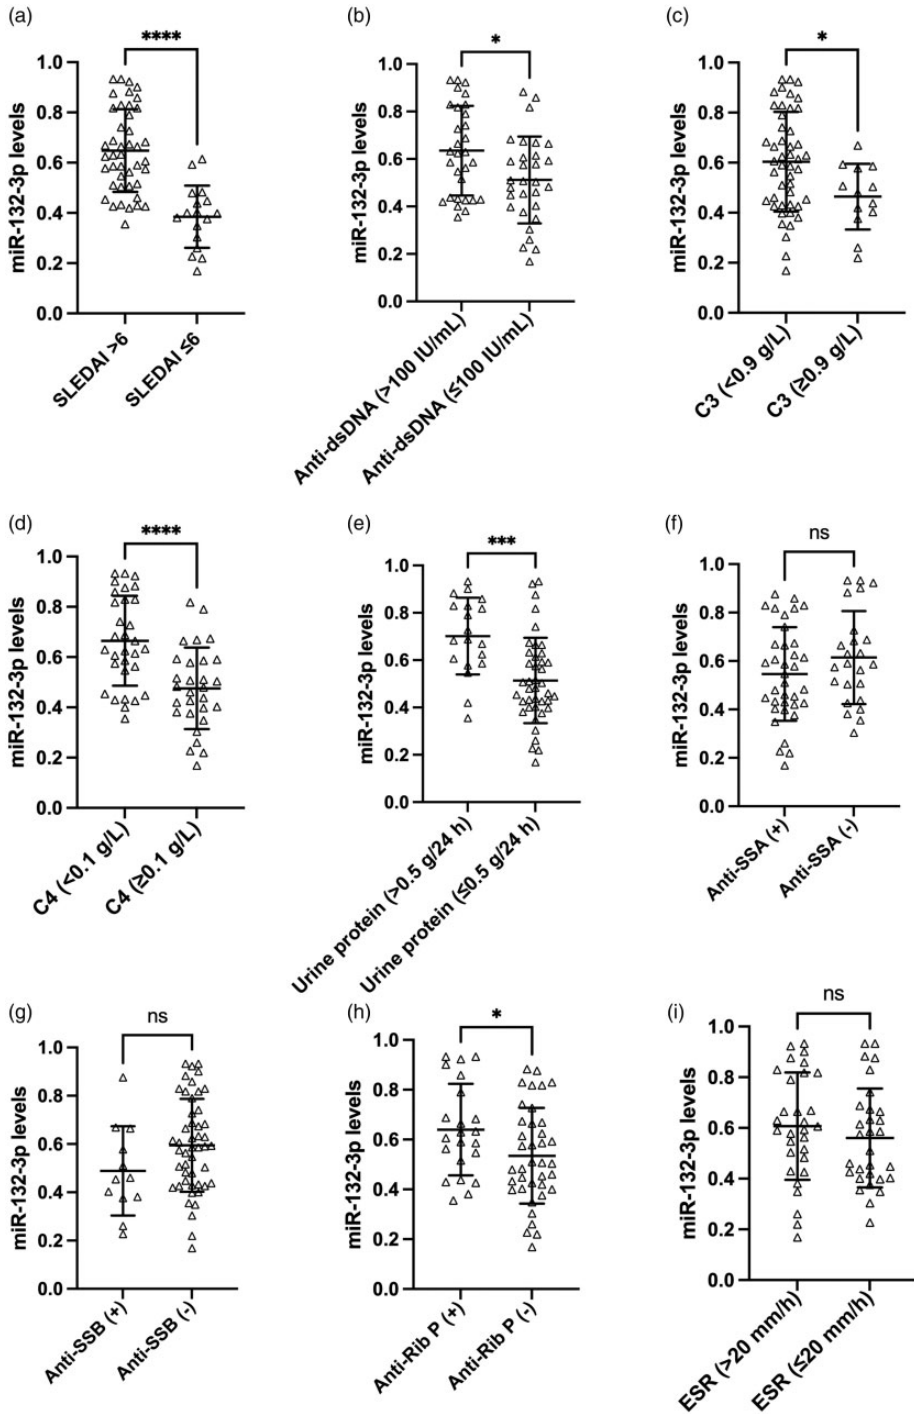 (a)
****
miR-132-3p levels
1.0
0.8
0.6
0.4
0.2
0.0
SLEDAI >6
SLEDAI ≤6
(b)
*
miR-132-3p levels
1.0
0.8
0.6
0.4
0.2
0.0
Anti-dsDNA (>100 IU/mL)
Anti-dsDNA (≤100 IU/mL)
(c)
*
miR-132-3p levels
1.0
0.8
0.6
0.4
0.2
0.0
C3 (<0.9 g/L)
C3 (≥0.9 g/L)
(d)
****
miR-132-3p levels
1.0
0.8
0.6
0.4
0.2
0.0
C4 (<0.1 g/L)
C4 (≥0.1 g/L)
(e)
***
miR-132-3p levels
1.0
0.8
0.6
0.4
0.2
0.0
Urine protein (>0.5 g/24 h)
Urine protein (≤0.5 g/24 h)
(f)
ns
miR-132-3p levels
1.0
0.8
0.6
0.4
0.2
0.0
Anti-SSA (+)
Anti-SSA (-)
(g)
ns
miR-132-3p levels
1.0
0.8
0.6
0.4
0.2
0.0
Anti-SSB (+)
Anti-SSB (-)
(h)
*
miR-132-3p levels
1.0
0.8
0.6
0.4
0.2
0.0
Anti-Rib P (+)
Anti-Rib P (-)
(i)
ns
miR-132-3p levels
1.0
0.8
0.6
0.4
0.2
0.0
ESR (>20 mm/h)
ESR (≤20 mm/h)